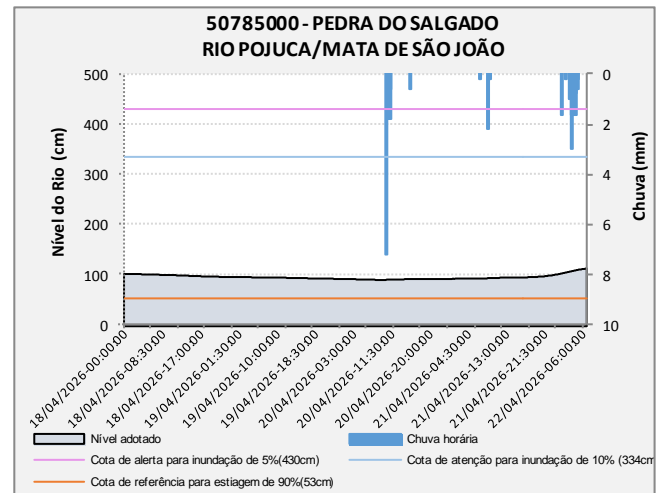 50785000 - PEDRA DO SALGADO
RIO POJUCA/MATA DE SÃO JOÃO
Nível do Rio (cm)
500
400
300
200
100
0
Chuva (mm)
0
2
4
6
8
10
18/04/2026-00:00:00
18/04/2026-08:30:00
18/04/2026-17:00:00
19/04/2026-01:30:00
19/04/2026-10:00:00
19/04/2026-18:30:00
20/04/2026-03:00:00
20/04/2026-11:30:00
20/04/2026-20:00:00
21/04/2026-04:30:00
21/04/2026-13:00:00
21/04/2026-21:30:00
22/04/2026-06:00:00
Nível adotado
Chuva horária
Cota de alerta para inundação de 5%(430cm)
Cota de atenção para inundação de 10% (334cm
Cota de referência para estiagem de 90%(53cm)